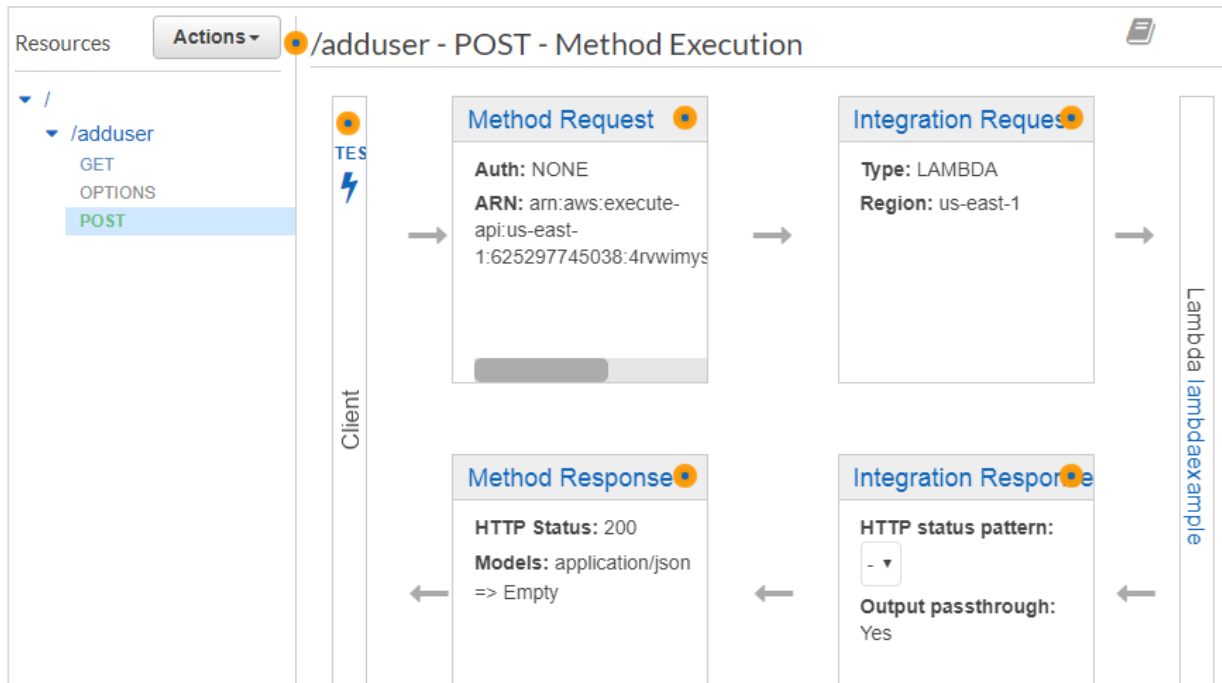 Resources
Actions
/adduser - POST - Method Execution
/
/adduser
GET
OPTIONS
POST
TES
Client
Method Request
Auth: NONE
ARN: arn:aws:execute-
api:us-east-
1:625297745038:4rvwimys
Integration Reques
Type: LAMBDA
Region: us-east-1
Lambda lambdaexample
Method Response
HTTP Status: 200
Models: application/json
=> Empty
Integration Response
HTTP status pattern:
-
Output passthrough:
Yes